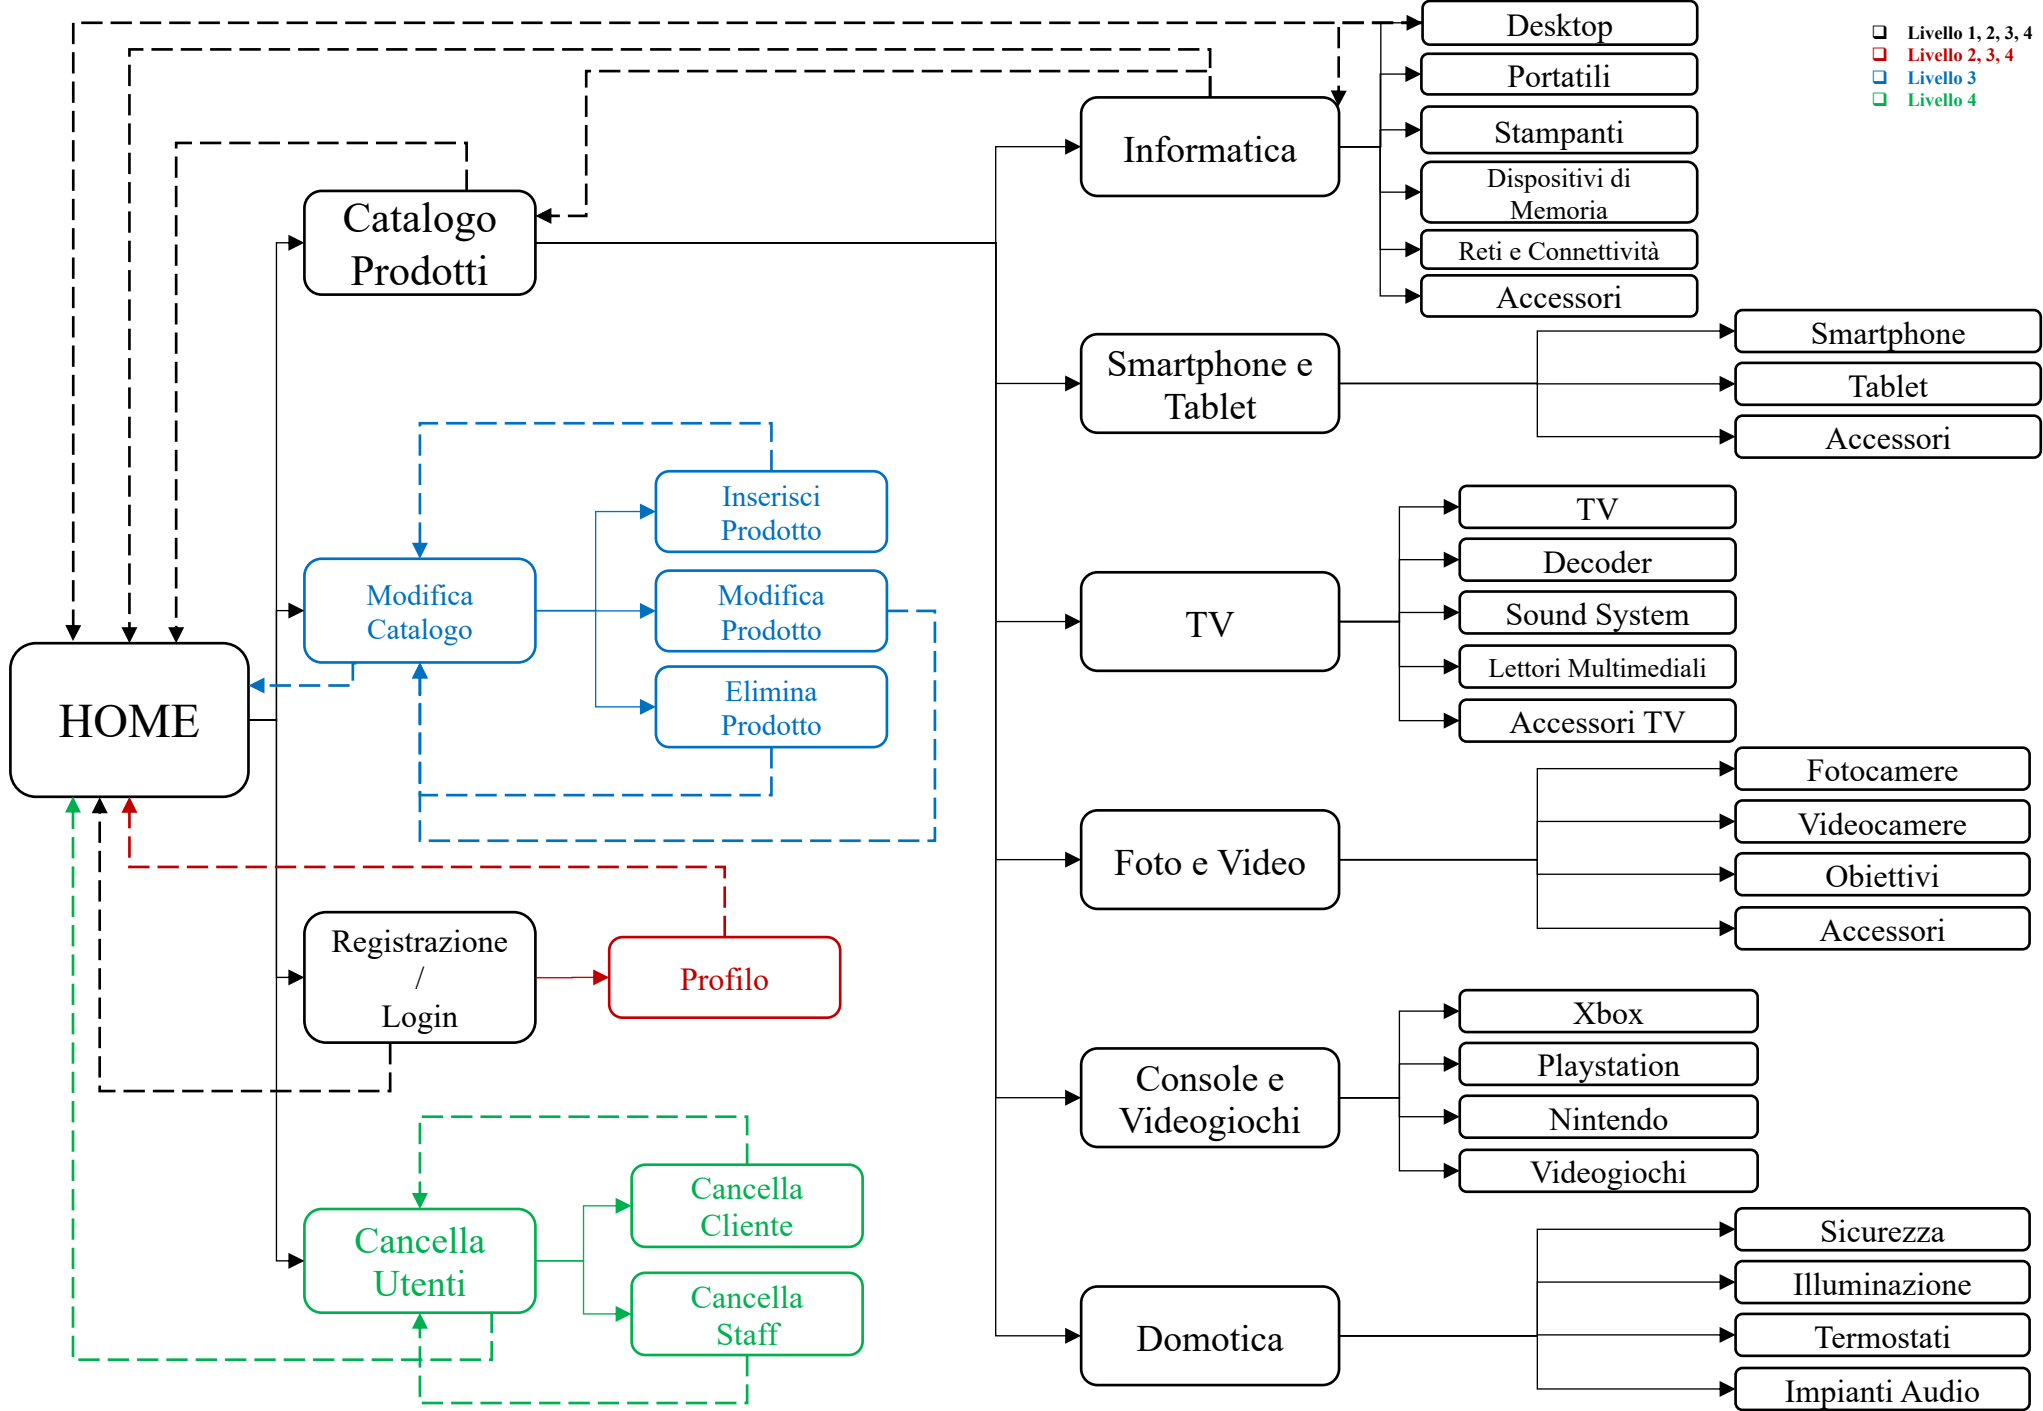 Livello 1, 2, 3, 4
Livello 2, 3, 4
Livello 3
Livello 4
HOME
Catalogo
Prodotti
Modifica
Catalogo
Inserisci
Prodotto
Modifica
Prodotto
Elimina
Prodotto
Registrazione
/
Login
Profilo
Cancella
Utenti
Cancella
Cliente
Cancella
Staff
Informatica
Desktop
Portatili
Stampanti
Dispositivi di
Memoria
Reti e Connettività
Accessori
Smartphone e
Tablet
Smartphone
Tablet
Accessori
TV
TV
Decoder
Sound System
Lettori Multimediali
Accessori TV
Foto e Video
Fotocamere
Videocamere
Obiettivi
Accessori
Console e
Videogiochi
Xbox
Playstation
Nintendo
Videogiochi
Domotica
Sicurezza
Illuminazione
Termostati
Impianti Audio